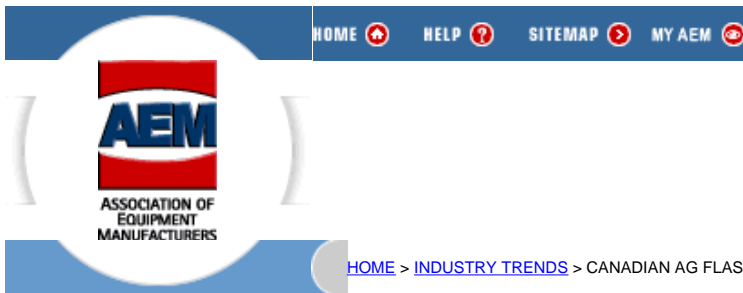 HOME HELP SITEMAP MY AEM
AEM
ASSOCIATION OF
EQUIPMENT
MANUFACTURERS
HOME > INDUSTRY TRENDS > CANADIAN AG FLAS